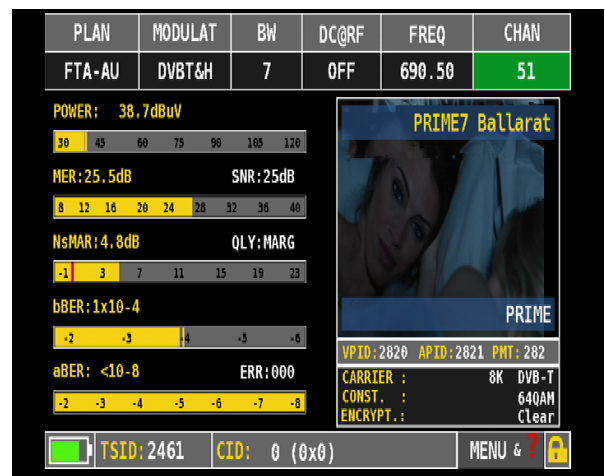 PLAN MODULAT BW DC@RF FREQ CHAN
FTA-AU DVBT&H 7 OFF 690.50 51
POWER: 38.7dBuV
30 45 60 75 90 105 120
MER:25.5dB SNR:25dB
8 12 16 20 24 28 32 36 40
NsMAR:4.8dB QLY:MARG
-1 3 7 11 15 19 23
bBER:1x10-4
-2 -3 -4 -5 -6
aBER: <10-8 ERR:000
-2 -3 -4 -5 -6 -7 -8
PRIME7 Ballarat
PRIME
VPID:2820 APID:2821 PMT:282
CARRIER : 8K DVB-T
CONST. : 64QAM
ENCRYPT.: Clear
TSID:2461 CID: 0 (0x0) MENU & ?